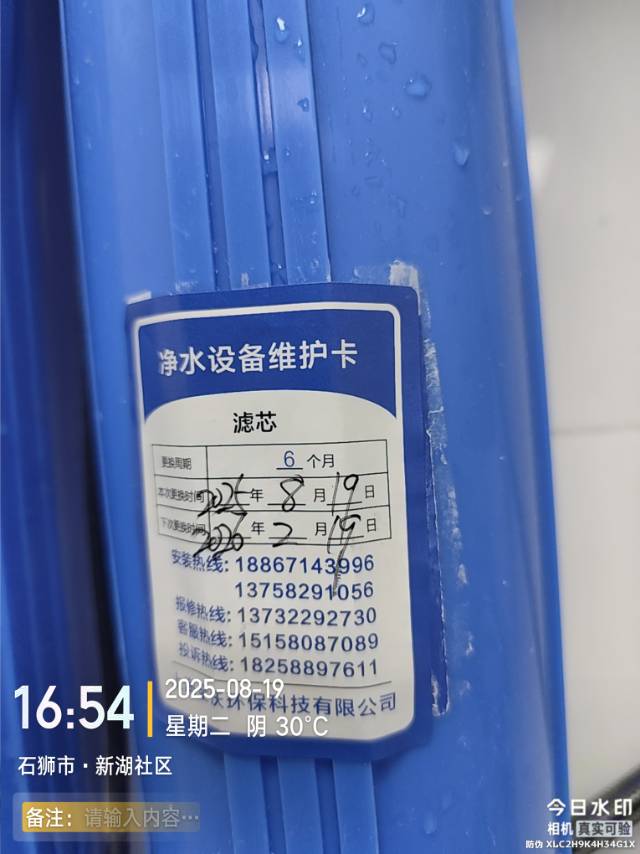 净水设备维护卡
滤芯
更换周期 6 个月
本次更换时间 2025 年 8 月 19 日
下次更换时间 2026 年 2 月 19 日
安装热线: 18867143996
13758291056
报修热线: 13732292730
客服热线: 15158087089
投诉热线: 18258897611
环保科技有限公司
16:54
2025-08-19
星期二 阴 30°C
石狮市·新湖社区
备注: 请输入内容…
今日水印
相机 真实可验
防伪 XLC2H9K4H34G1X